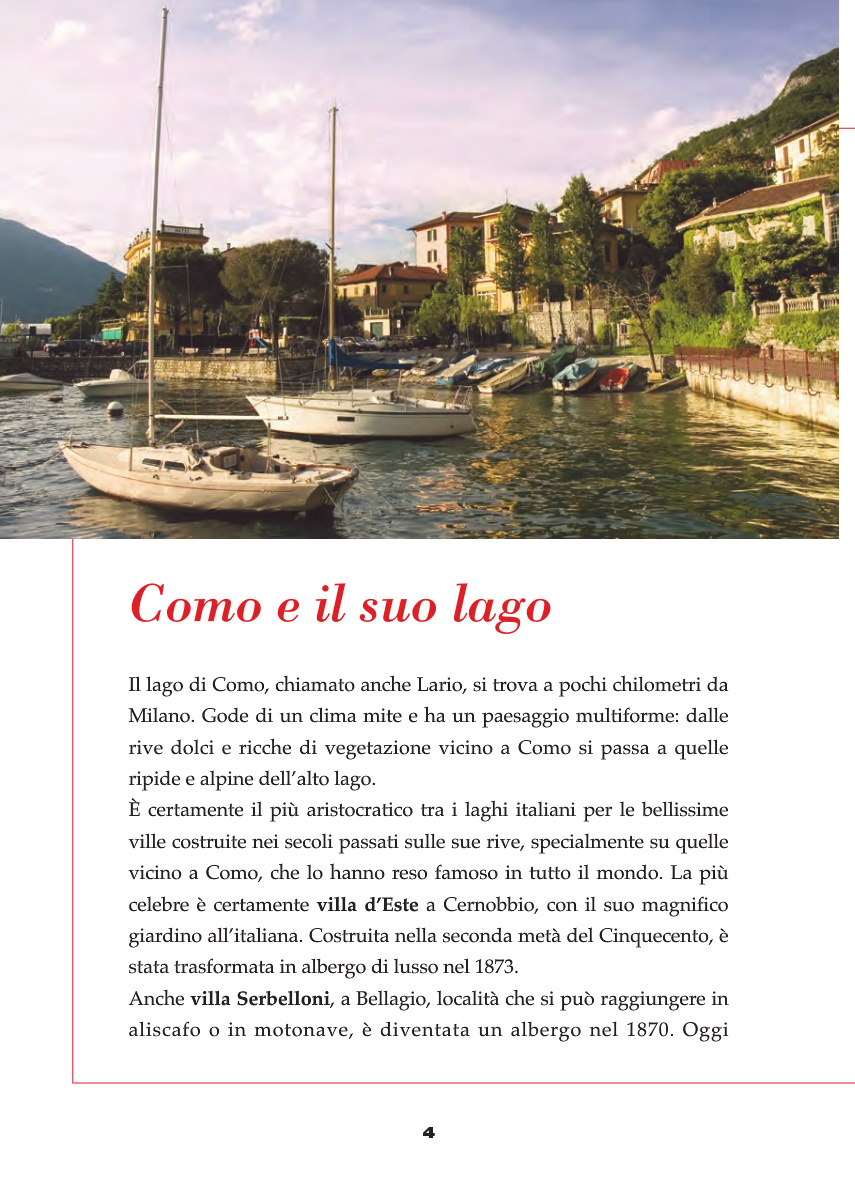 Como e il suo lago
Il lago di Como, chiamato anche Lario, si trova a pochi chilometri da
Milano. Gode di un clima mite e ha un paesaggio multiforme: dalle
rive dolci e ricche di vegetazione vicino a Como si passa a quelle
ripide e alpine dell’alto lago.
È certamente il più aristocratico tra i laghi italiani per le bellissime
ville costruite nei secoli passati sulle sue rive, specialmente su quelle
vicino a Como, che lo hanno reso famoso in tutto il mondo. La più
celebre è certamente villa d’Este a Cernobbio, con il suo magnifico
giardino all’italiana. Costruita nella seconda metà del Cinquecento, è
stata trasformata in albergo di lusso nel 1873.
Anche villa Serbelloni, a Bellagio, località che si può raggiungere in
aliscafo o in motonave, è diventata un albergo nel 1870. Oggi
4